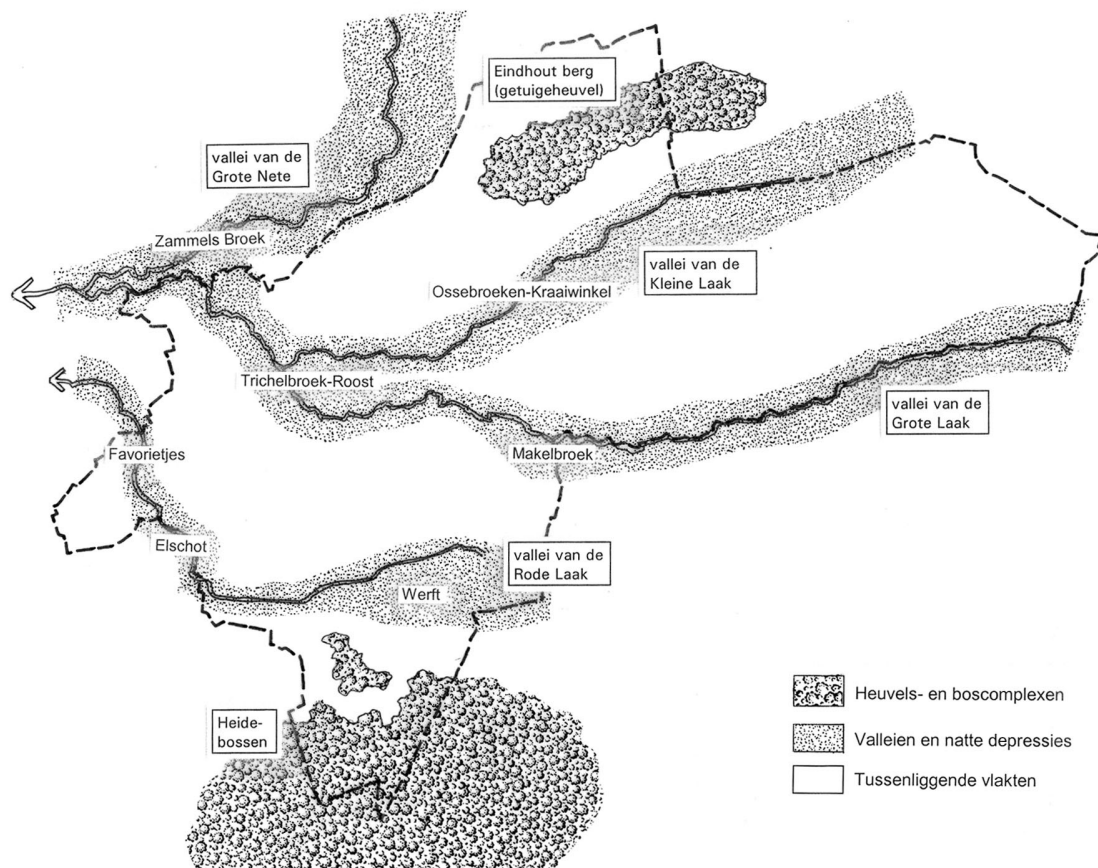 Eindhout berg
(getuigeheuvel)
vallei van de
Grote Nete
Zammels Broek
vallei van de
Kleine Laak
Ossebroeken-Kraaiwinkel
Trichelbroek-Roost
vallei van de
Grote Laak
Favorietjes
Makelbroek
Elschot
vallei van de
Rode Laak
Werft
Heide-
bossen
Heuvels- en boscomplexen
Valleien en natte depressies
Tussenliggende vlakten